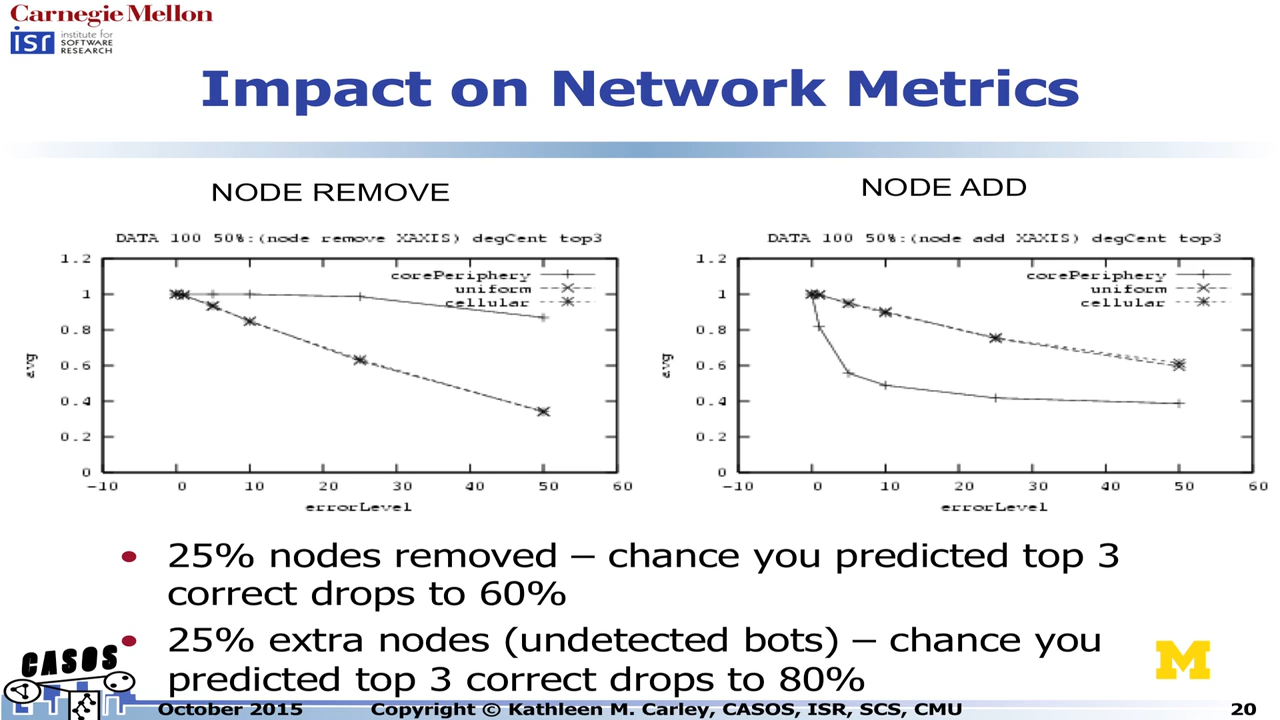 Carnegie Mellon
isr institute for
SOFTWARE
RESEARCH
Impact on Network Metrics
NODE REMOVE
NODE ADD
DATA 100 50%:(node remove XAXIS) degCent top3
1.2
1
0.8
0.6
0.4
0.2
0
avg
corePeriphery
uniform
cellular
-10 0 10 20 30 40 50 60
errorLevel
DATA 100 50%:(node add XAXIS) degCent top3
1.2
1
0.8
0.6
0.4
0.2
0
avg
corePeriphery
uniform
cellular
-10 0 10 20 30 40 50 60
errorLevel
• 25% nodes removed – chance you predicted top 3
correct drops to 60%
• 25% extra nodes (undetected bots) – chance you
predicted top 3 correct drops to 80%
CASOS
M
October 2015 Copyright © Kathleen M. Carley, CASOS, ISR, SCS, CMU 20